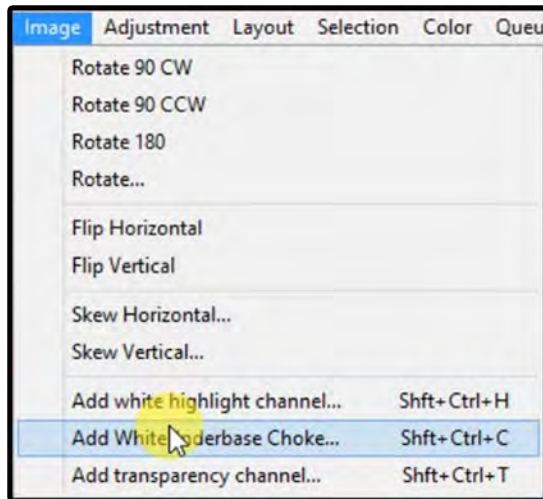 Image Adjustment Layout Selection Color Queu
Rotate 90 CW
Rotate 90 CCW
Rotate 180
Rotate...
Flip Horizontal
Flip Vertical
Skew Horizontal...
Skew Vertical...
Add white highlight channel... Shft+Ctrl+H
Add White nderbase Choke... Shft+Ctrl+C
Add transparency channel... Shft+Ctrl+T